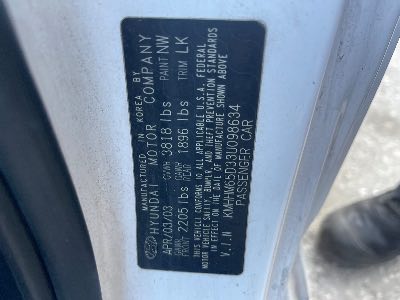 MANUFACTURED IN KOREA BY
HYUNDAI MOTOR COMPANY
APR/03/03 GVWR 3818 lbs PAINT NW
GAWR FRONT 2205 lbs GAWR REAR 1896 lbs TRIM LK
THIS VEHICLE CONFORMS TO ALL APPLICABLE U.S.A. FEDERAL
MOTOR VEHICLE SAFETY, BUMPER, AND THEFT PREVENTION STANDARDS
IN EFFECT ON THE DATE OF MANUFACTURE SHOWN ABOVE
V.I.N KMHHM65D33U098634
PASSENGER CAR